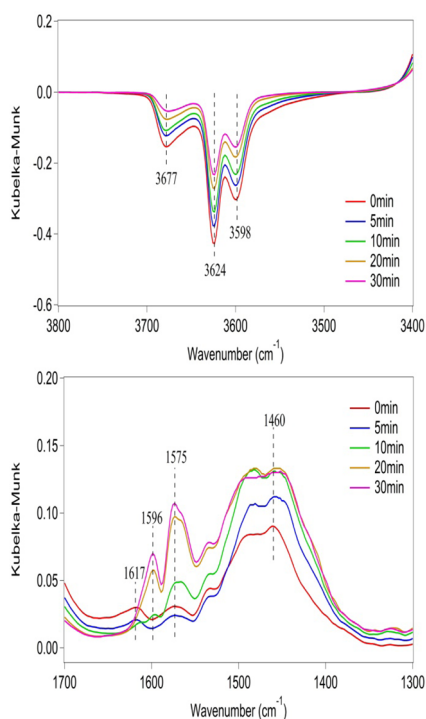 0.2
0.0
-0.2
-0.4
-0.6
Kubelka-Munk
3677
3624
3598
0min
5min
10min
20min
30min
3800
3700
3600
3500
3400
Wavenumber (cm⁻¹)
0.20
0.15
0.10
0.05
0.00
Kubelka-Munk
1617
1596
1575
1460
0min
5min
10min
20min
30min
1700
1600
1500
1400
1300
Wavenumber (cm⁻¹)